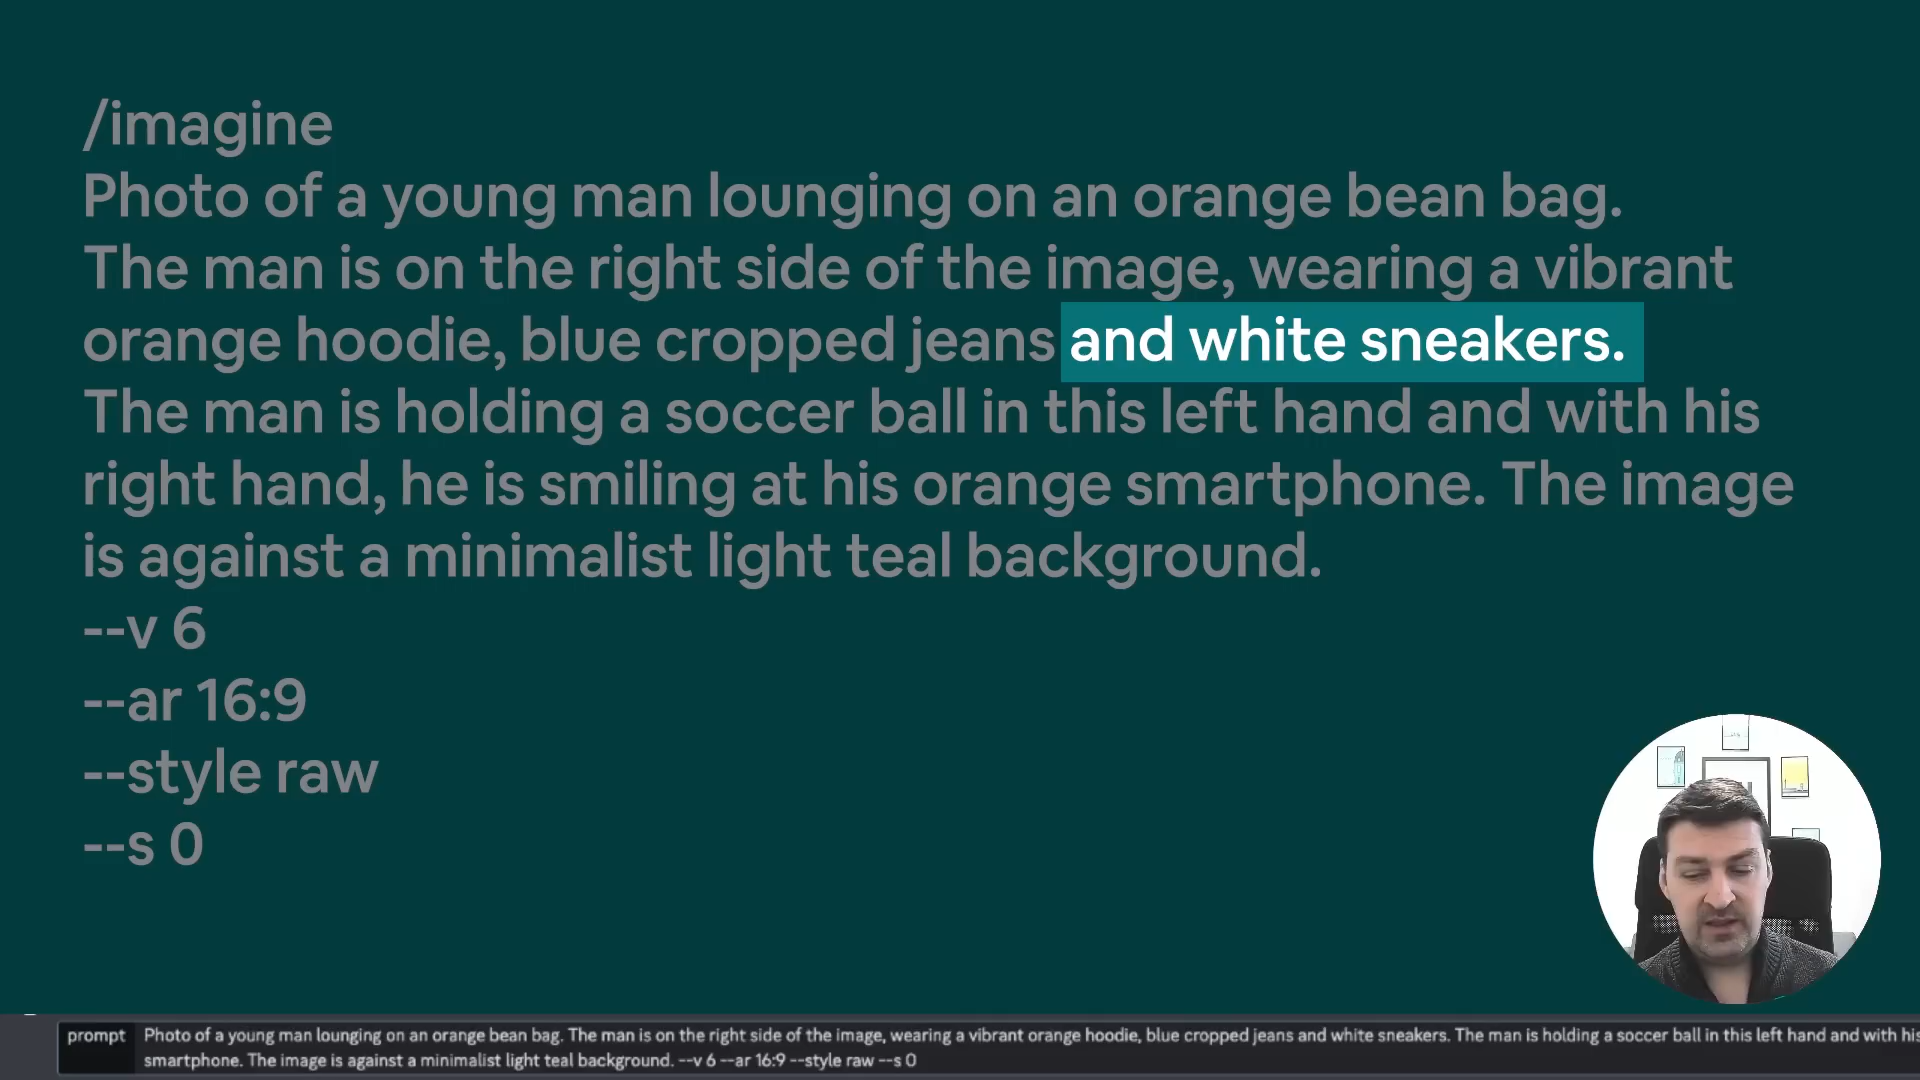 /imagine
Photo of a young man lounging on an orange bean bag.
The man is on the right side of the image, wearing a vibrant
orange hoodie, blue cropped jeans and white sneakers.
The man is holding a soccer ball in this left hand and with his
right hand, he is smiling at his orange smartphone. The image
is against a minimalist light teal background.
--v 6
--ar 16:9
--style raw
--s 0
prompt Photo of a young man lounging on an orange bean bag. The man is on the right side of the image, wearing a vibrant orange hoodie, blue cropped jeans and white sneakers. The man is holding a soccer ball in this left hand and with his
smartphone. The image is against a minimalist light teal background. --v 6 --ar 16:9 --style raw --s 0